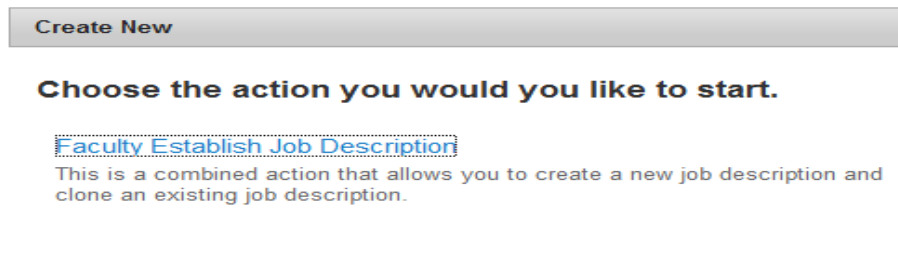 Create New
Choose the action you would you like to start.
Faculty Establish Job Description
This is a combined action that allows you to create a new job description and
clone an existing job description.